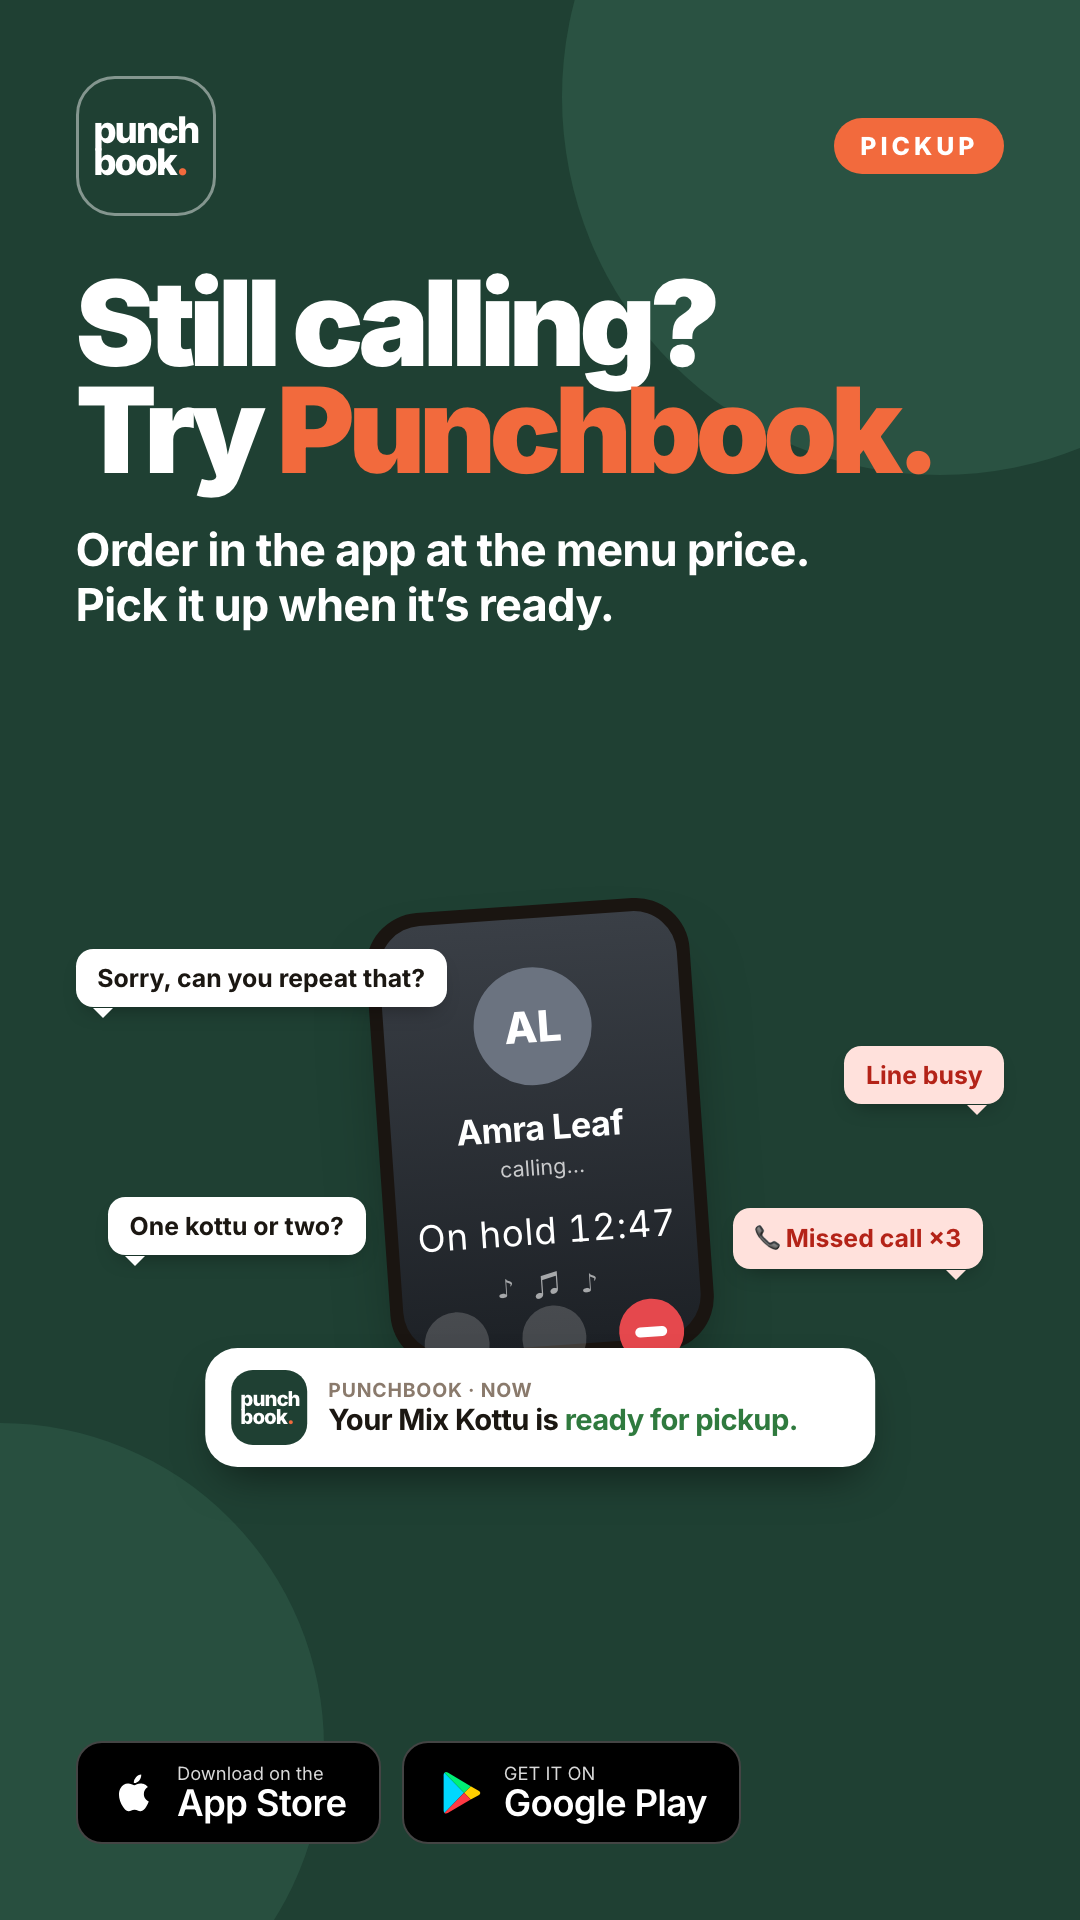 punch
book.
PICKUP
Still calling?
Try Punchbook.
Order in the app at the menu price.
Pick it up when it’s ready.
Sorry, can you repeat that?
AL
Line busy
Amra Leaf
calling...
One kottu or two?
On hold 12:47
Missed call ×3
punch
book.
PUNCHBOOK · NOW
Your Mix Kottu is ready for pickup.
Download on the
App Store
GET IT ON
Google Play